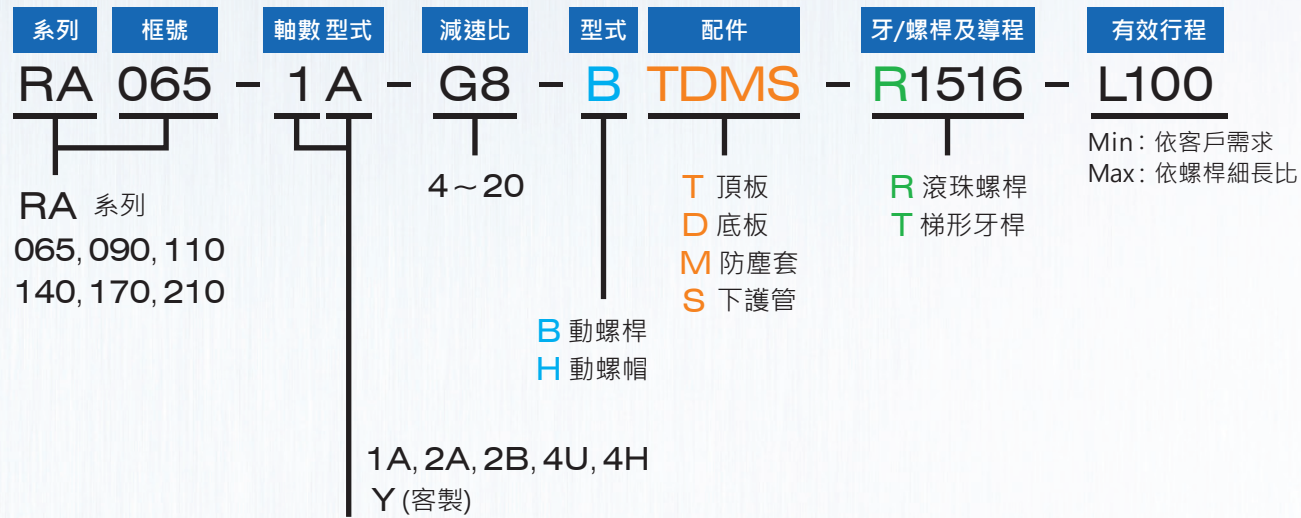 系列 框號 軸數 型式 減速比 型式 配件 牙/螺桿及導程 有效行程
RA 065 – 1 A – G8 – B TDMS – R1516 – L100
Min：依客戶需求
Max：依螺桿細長比
RA 系列
065, 090, 110
140, 170, 210
4～20
T 頂板
D 底板
M 防塵套
S 下護管
R 滾珠螺桿
T 梯形牙桿
B 動螺桿
H 動螺帽
1A, 2A, 2B, 4U, 4H
Y (客製)